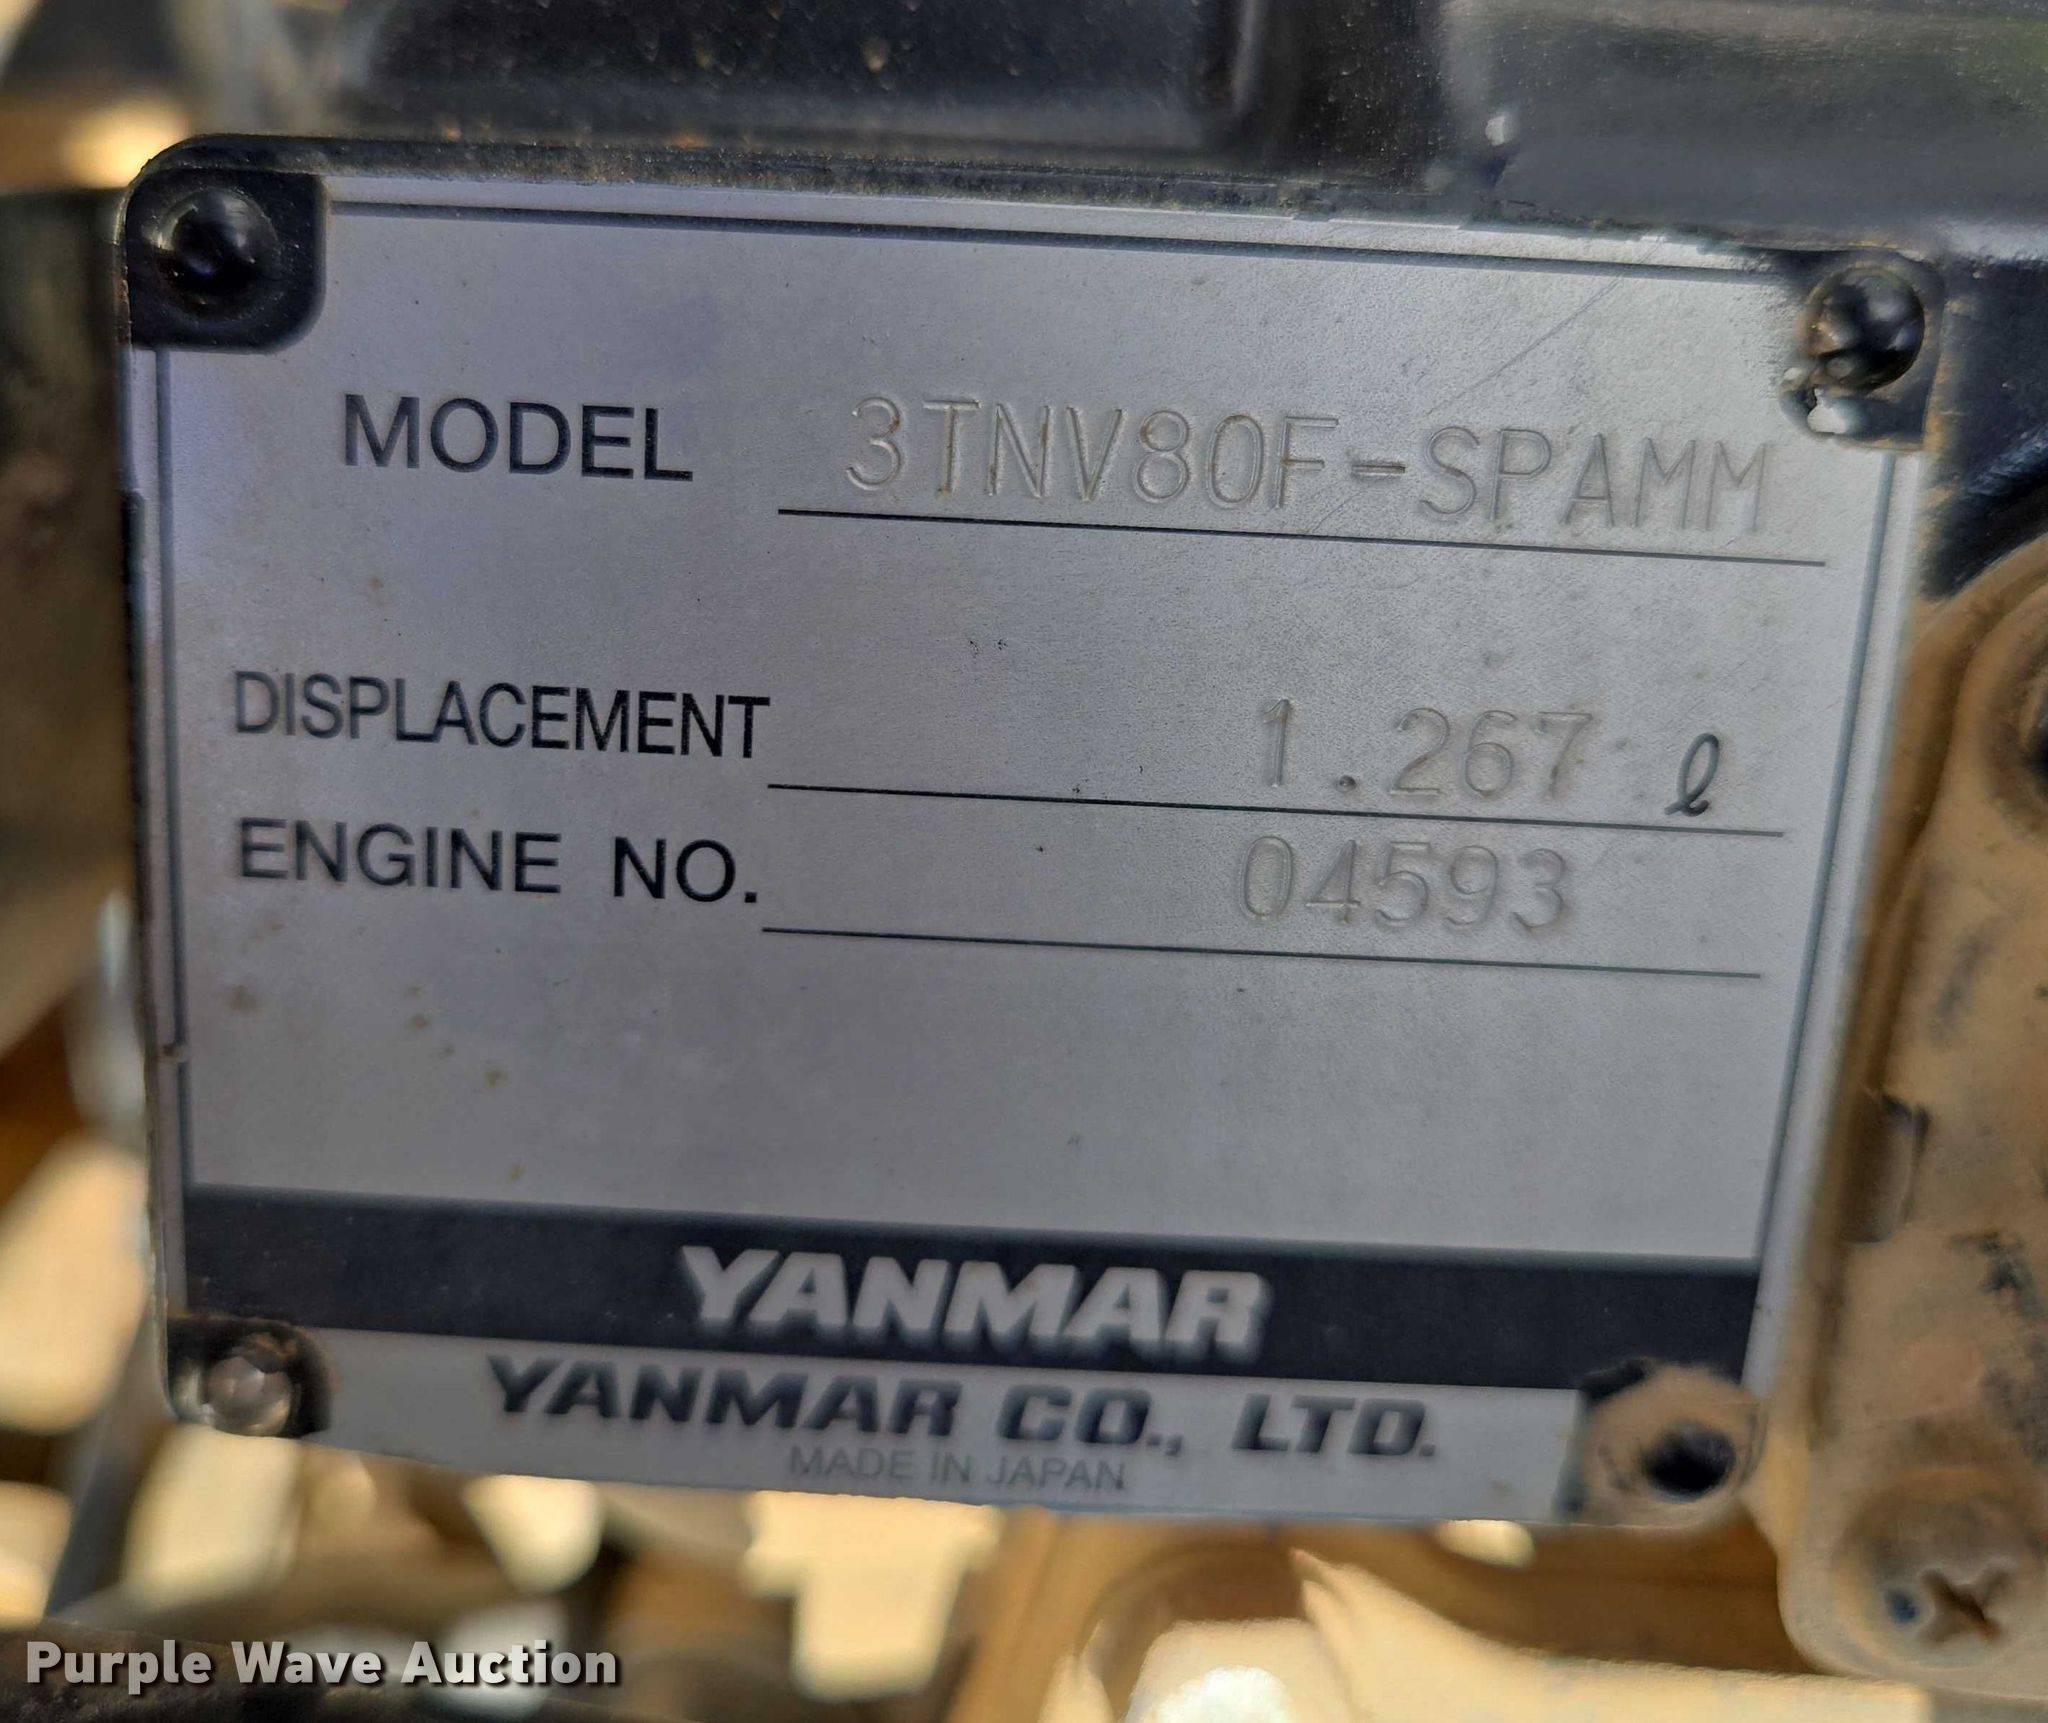 MODEL 3TNV80F-SPAMM
DISPLACEMENT 1.267 ℓ
ENGINE NO. 04593
YANMAR
YANMAR CO., LTD.
MADE IN JAPAN
Purple Wave Auction